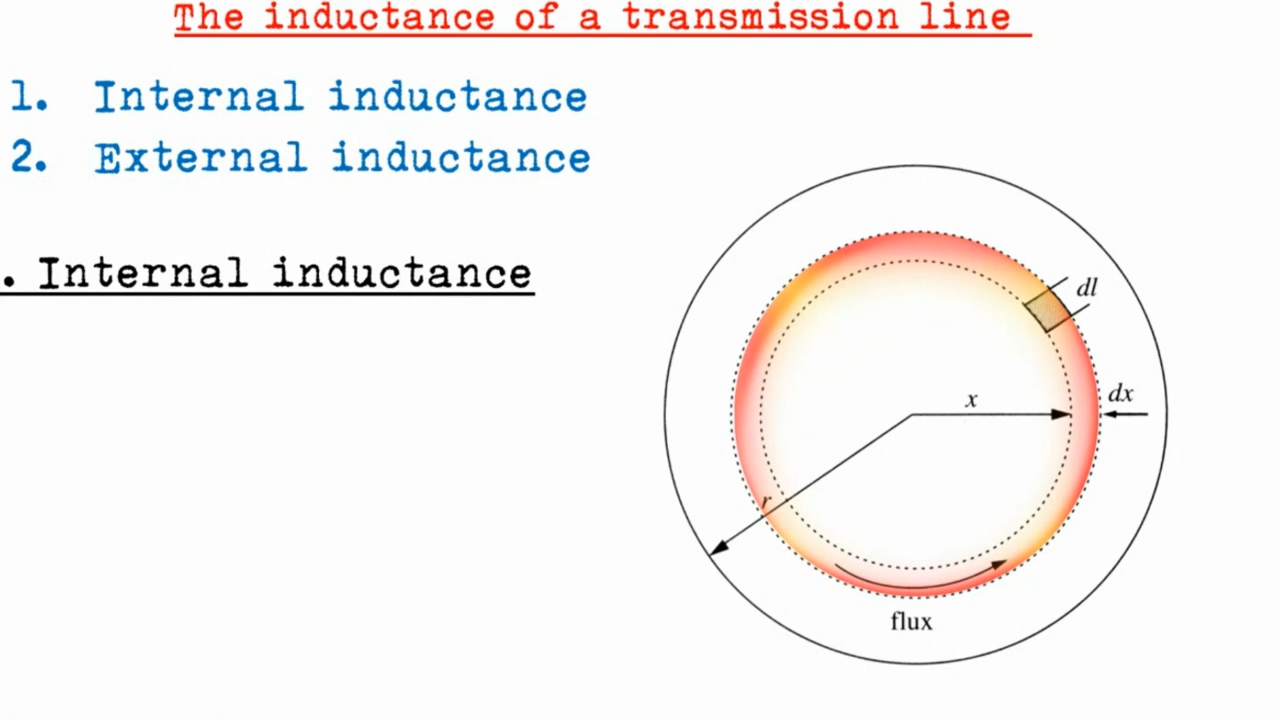 The inductance of a transmission line
1. Internal inductance
2. External inductance
. Internal inductance
dl
dx
x
r
flux